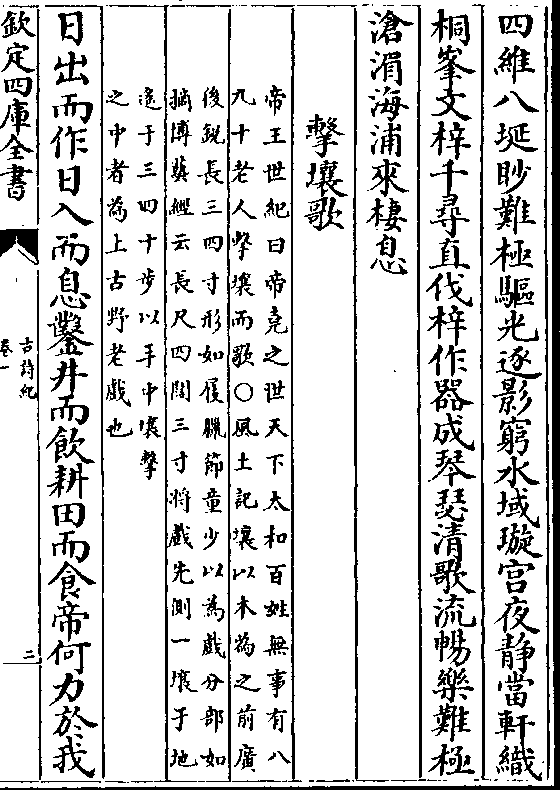 四維八埏眇難極驅光逐影窮水域璇宮夜靜當軒織
桐峯文梓千尋直伐梓作器成琴瑟清歌流暢樂難極
滄湄海浦來棲息
擊壤歌
帝王世紀曰帝堯之世天下太和百姓無事有八
九十老人擊壤而歌○風土記壤以木為之前廣
後銳長三四寸形如履臘節童少以為戲分部如
擿博藝經云長尺四闊三寸將戲先側一壤于地
遙于三四十步以手中壤擊
之中者為上古野老戲也
日出而作日入而息鑿井而飲耕田而食帝何力於我
欽定四庫全書
古詩紀
卷一
二